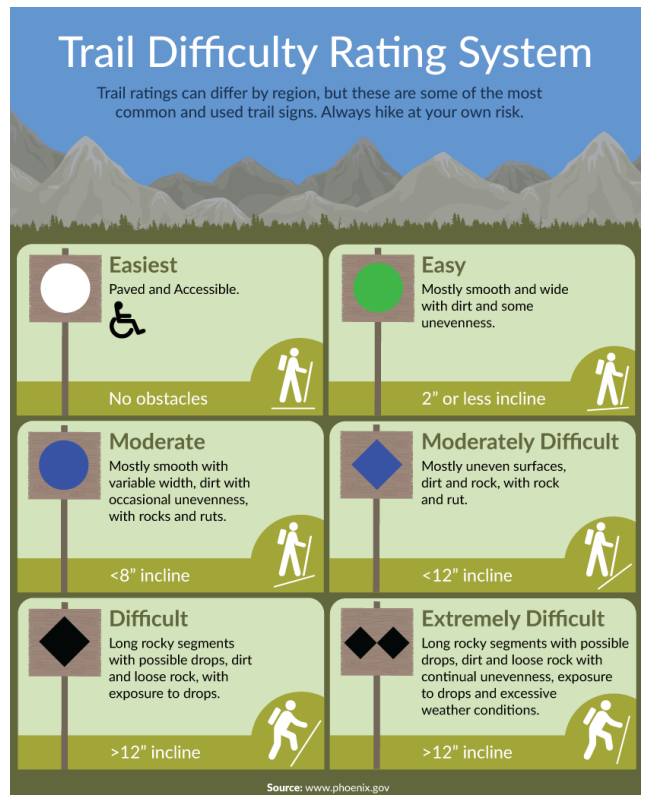 Trail Difficulty Rating System
Trail ratings can differ by region, but these are some of the most
common and used trail signs. Always hike at your own risk.
Easiest
Paved and Accessible.
No obstacles
Easy
Mostly smooth and wide
with dirt and some
unevenness.
2” or less incline
Moderate
Mostly smooth with
variable width, dirt with
occasional unevenness,
with rocks and ruts.
<8” incline
Moderately Difficult
Mostly uneven surfaces,
dirt and rock, with rock
and rut.
<12” incline
Difficult
Long rocky segments
with possible drops, dirt
and loose rock, with
exposure to drops.
>12” incline
Extremely Difficult
Long rocky segments with possible
drops, dirt and loose rock with
continual unevenness, exposure
to drops and excessive
weather conditions.
>12” incline
Source: www.phoenix.gov